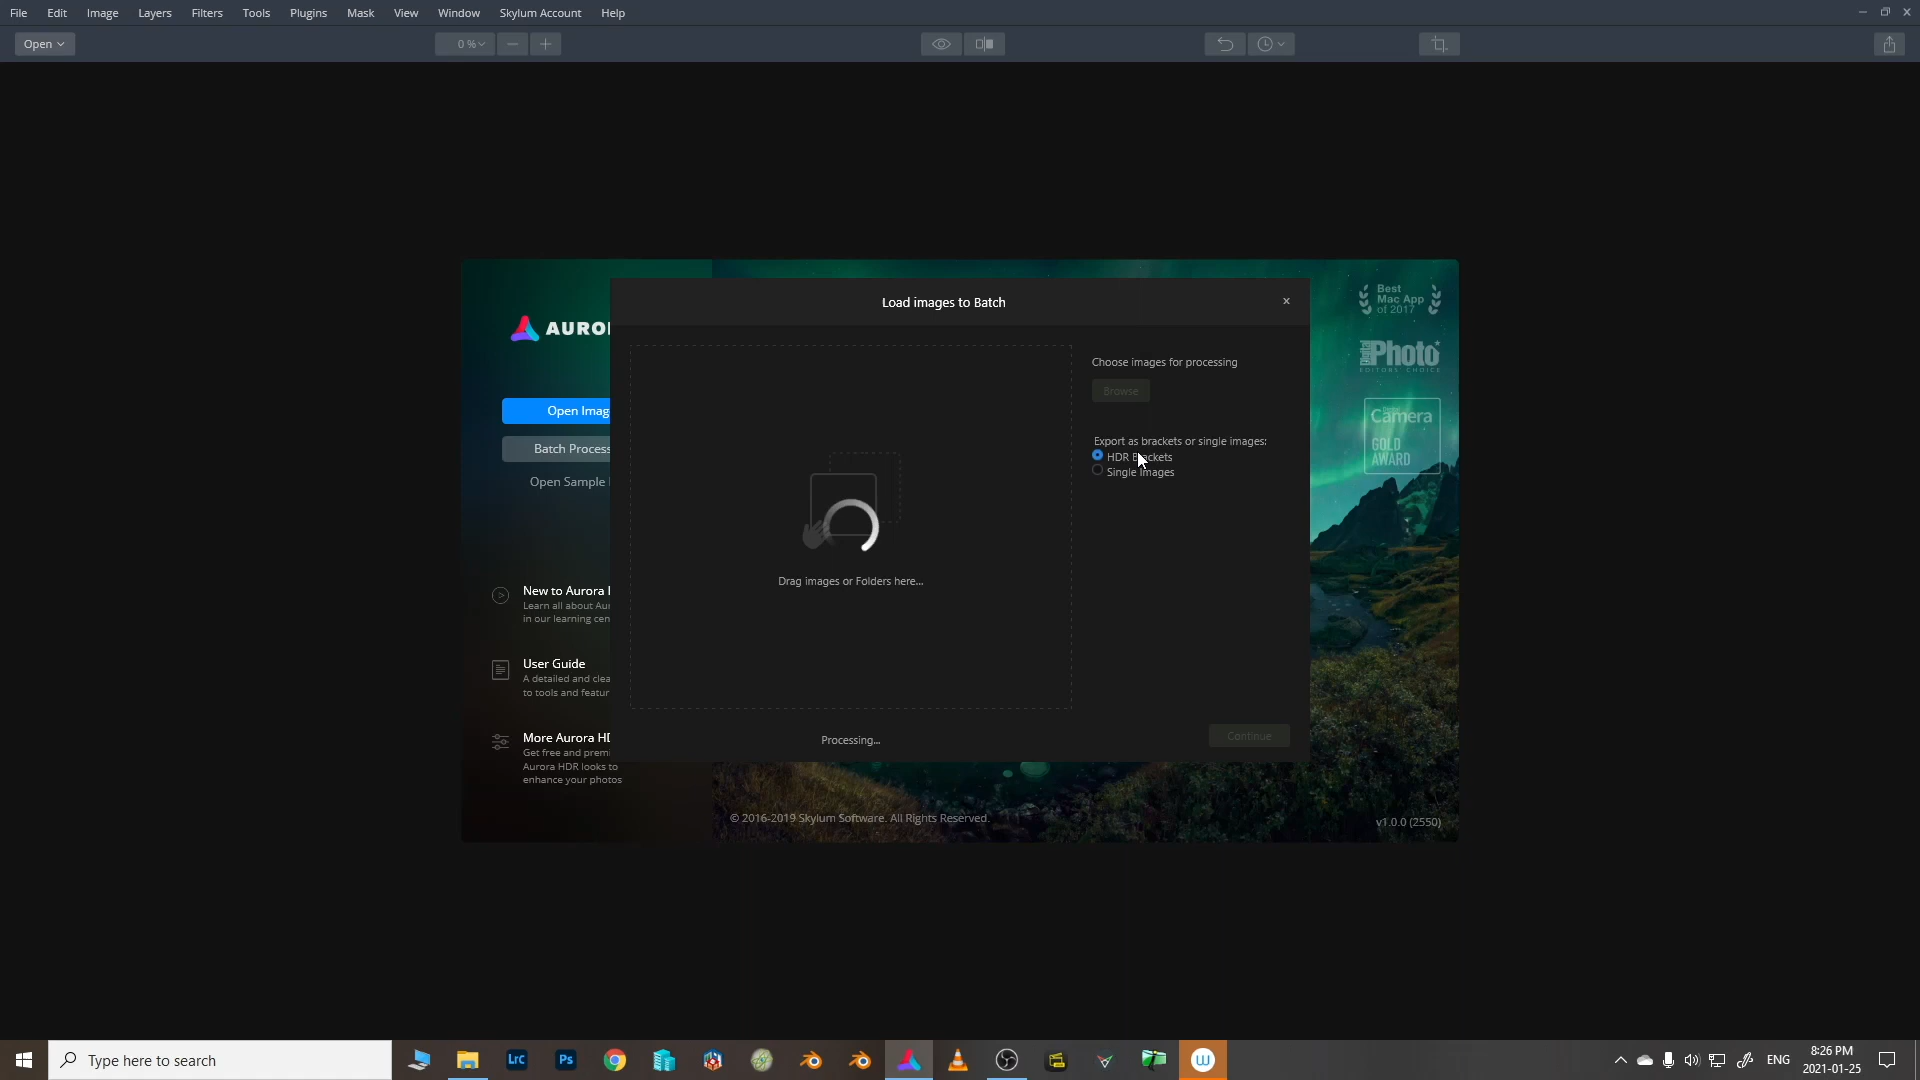 File Edit Image Layers Filters Tools Plugins Mask View Window Skylum Account Help
Open 0 %
Load images to Batch
Best
Mac App
of 2017
AURO
Digital Photo
EDITORS' CHOICE
Choose images for processing
Browse
Open Imag
Camera
GOLD
AWARD
Batch Process
Export as brackets or single images:
HDR Brackets
Single Images
Open Sample
Drag images or Folders here...
New to Aurora
Learn all about Au
in our learning cen
User Guide
A detailed and clea
to tools and featur
Processing...
Continue
More Aurora HD
Get free and premi
Aurora HDR looks to
enhance your photos
© 2016-2019 Skylum Software. All Rights Reserved.
v1.0.0 (2550)
Type here to search
LrC
Ps
W
ENG
8:26 PM
2021-01-25